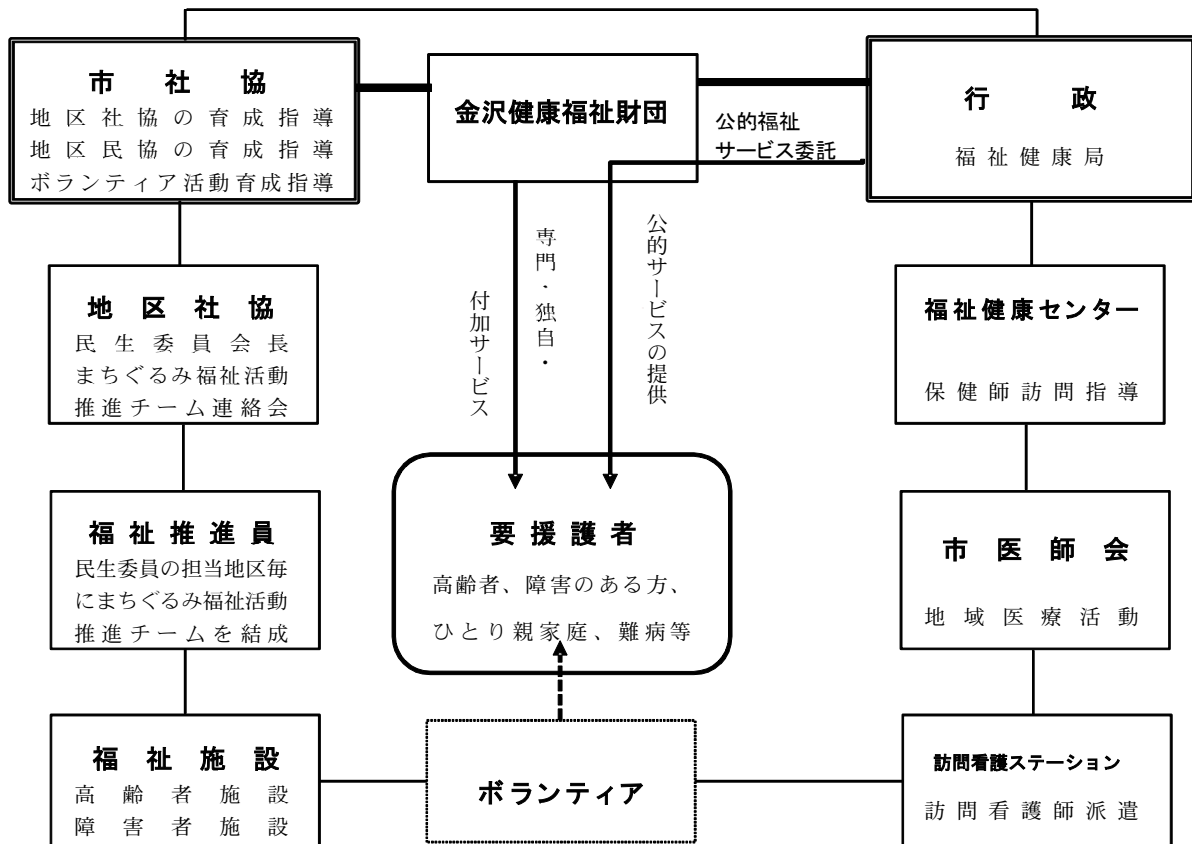 市社協
地区社協の育成指導
地区民協の育成指導
ボランティア活動育成指導
金沢健康福祉財団
公的福祉
サービス委託
行政
福祉健康局
専門・独自・
付加サービス
公的サービスの提供
地区社協
民生委員会長
まちぐるみ福祉活動
推進チーム連絡会
福祉健康センター
保健師訪問指導
福祉推進員
民生委員の担当地区毎
にまちぐるみ福祉活動
推進チームを結成
要援護者
高齢者、障害のある方、
ひとり親家庭、難病等
市医師会
地域医療活動
福祉施設
高齢者施設
障害者施設
ボランティア
訪問看護ステーション
訪問看護師派遣